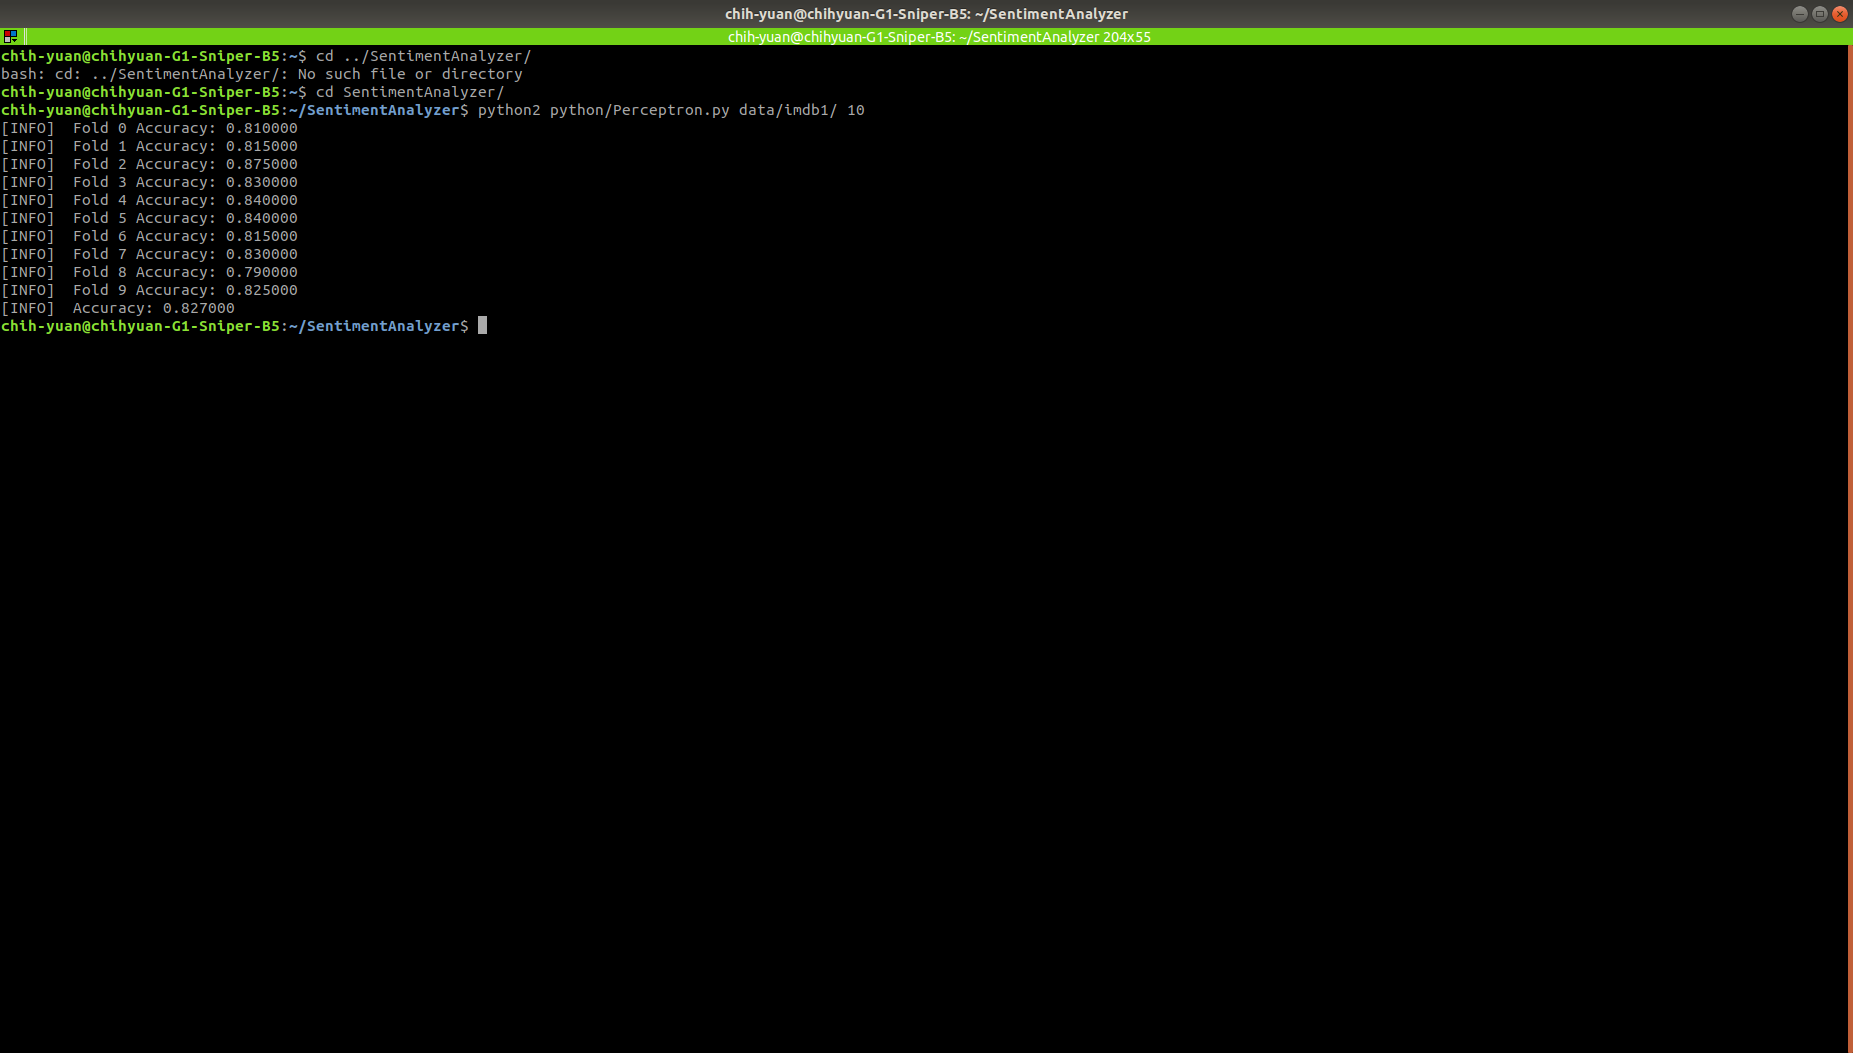 chih-yuan@chihyuan-G1-Sniper-B5: ~/SentimentAnalyzer
chih-yuan@chihyuan-G1-Sniper-B5: ~/SentimentAnalyzer 204x55
chih-yuan@chihyuan-G1-Sniper-B5:~$ cd ../SentimentAnalyzer/
bash: cd: ../SentimentAnalyzer/: No such file or directory
chih-yuan@chihyuan-G1-Sniper-B5:~$ cd SentimentAnalyzer/
chih-yuan@chihyuan-G1-Sniper-B5:~/SentimentAnalyzer$ python2 python/Perceptron.py data/imdb1/ 10
[INFO]  Fold 0 Accuracy: 0.810000
[INFO]  Fold 1 Accuracy: 0.815000
[INFO]  Fold 2 Accuracy: 0.875000
[INFO]  Fold 3 Accuracy: 0.830000
[INFO]  Fold 4 Accuracy: 0.840000
[INFO]  Fold 5 Accuracy: 0.840000
[INFO]  Fold 6 Accuracy: 0.815000
[INFO]  Fold 7 Accuracy: 0.830000
[INFO]  Fold 8 Accuracy: 0.790000
[INFO]  Fold 9 Accuracy: 0.825000
[INFO]  Accuracy: 0.827000
chih-yuan@chihyuan-G1-Sniper-B5:~/SentimentAnalyzer$